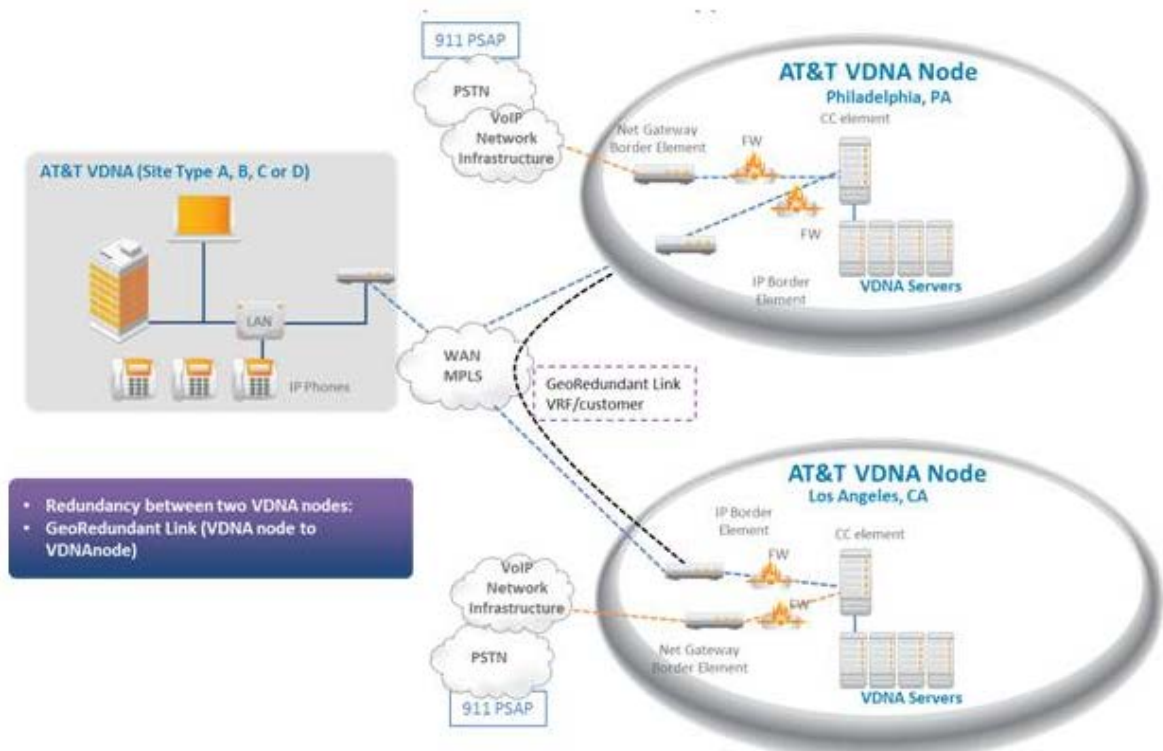 911 PSAP
PSTN
VoIP
Network
Infrastructure
AT&T VDNA Node
Philadelphia, PA
CC element
Net Gateway
Border Element
FW
FW
IP Border
Element
VDNA Servers
AT&T VDNA (Site Type A, B, C or D)
LAN
IP Phones
WAN
MPLS
GeoRedundant Link
VRF/customer
• Redundancy between two VDNA nodes:
• GeoRedundant Link (VDNA node to
VDNAnode)
AT&T VDNA Node
Los Angeles, CA
IP Border
Element
CC element
FW
FW
VoIP
Network
Infrastructure
Net Gateway
Border Element
PSTN
911 PSAP
VDNA Servers